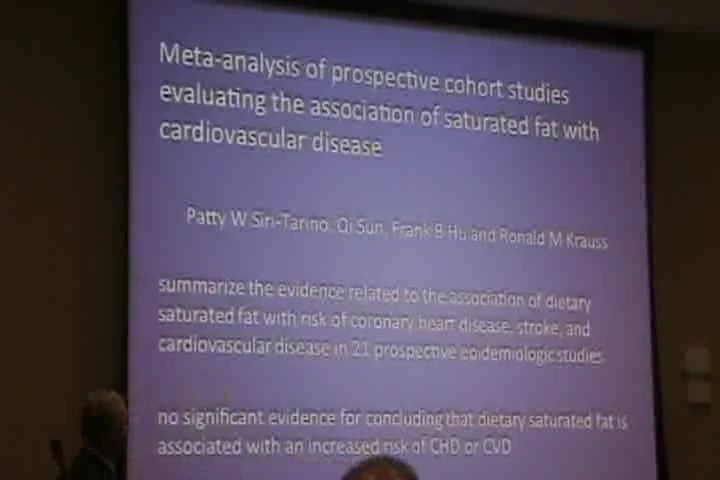 Meta-analysis of prospective cohort studies
evaluating the association of saturated fat with
cardiovascular disease
Patty W Siri-Tarino, Qi Sun, Frank B Hu and Ronald M Krauss
summarize the evidence related to the association of dietary
saturated fat with risk of coronary heart disease, stroke, and
cardiovascular disease in 21 prospective epidemiologic studies
no significant evidence for concluding that dietary saturated fat is
associated with an increased risk of CHD or CVD